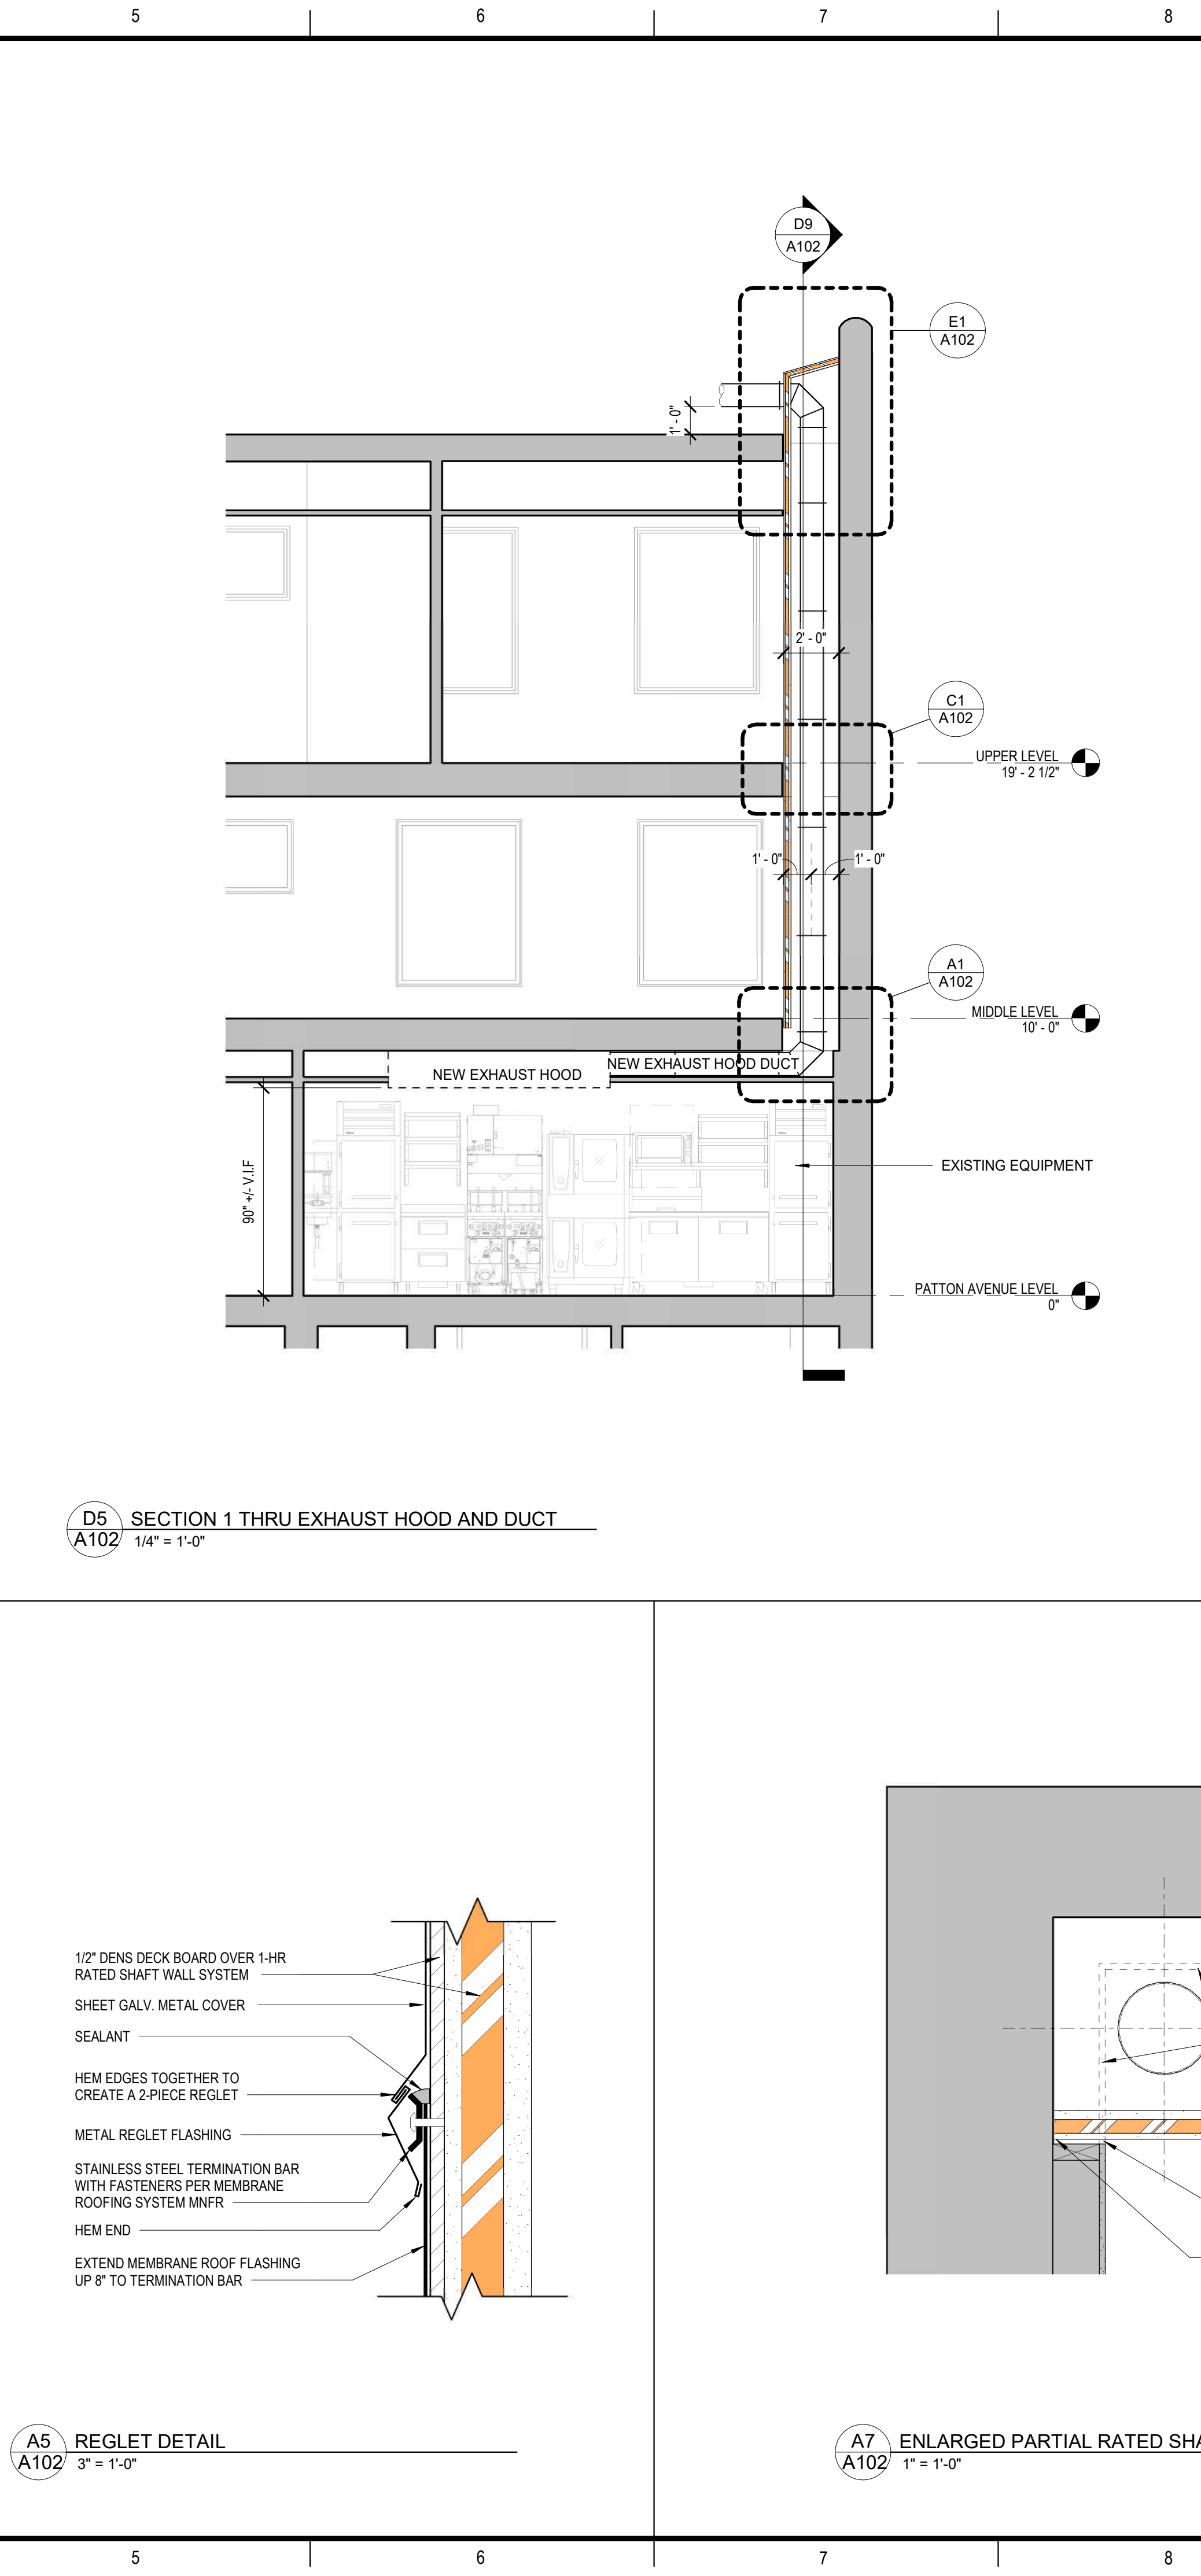 5
6
7
8
D9
A102
E1
A102
1' - 0"
2' - 0"
C1
A102
UPPER LEVEL
19' - 2 1/2"
1' - 0"
1' - 0"
A1
A102
MIDDLE LEVEL
10' - 0"
NEW EXHAUST HOOD
NEW EXHAUST HOOD DUCT
90" +/- V.I.F
EXISTING EQUIPMENT
PATTON AVENUE LEVEL
0"
D5
A102
SECTION 1 THRU EXHAUST HOOD AND DUCT
1/4" = 1'-0"
1/2" DENS DECK BOARD OVER 1-HR
RATED SHAFT WALL SYSTEM
SHEET GALV. METAL COVER
SEALANT
HEM EDGES TOGETHER TO
CREATE A 2-PIECE REGLET
METAL REGLET FLASHING
STAINLESS STEEL TERMINATION BAR
WITH FASTENERS PER MEMBRANE
ROOFING SYSTEM MNFR
HEM END
EXTEND MEMBRANE ROOF FLASHING
UP 8" TO TERMINATION BAR
A5
A102
REGLET DETAIL
3" = 1'-0"
A7
A102
ENLARGED PARTIAL RATED SHA
1" = 1'-0"
5
6
7
8